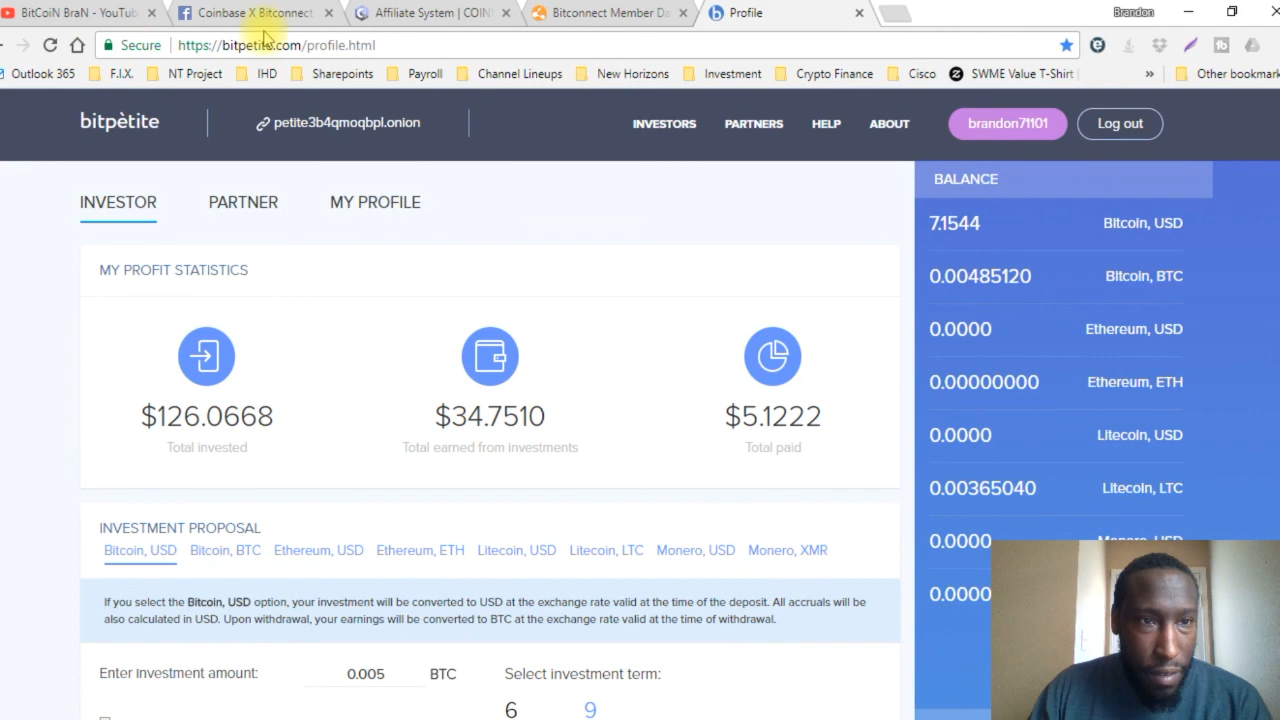 BitCoiN BraN - YouTub
Coinbase X Bitconnect
Affiliate System | COIN
Bitconnect Member Da
Profile
Brandon
Secure
https://bitpetite.com/profile.html
Outlook 365
F.I.X.
NT Project
IHD
Sharepoints
Payroll
Channel Lineups
New Horizons
Investment
Crypto Finance
Cisco
SWME Value T-Shirt
Other bookmark
bitpètite
petite3b4qmoqbpl.onion
INVESTORS
PARTNERS
HELP
ABOUT
brandon71101
Log out
INVESTOR
PARTNER
MY PROFILE
MY PROFIT STATISTICS
$126.0668
Total invested
$34.7510
Total earned from investments
$5.1222
Total paid
INVESTMENT PROPOSAL
Bitcoin, USD Bitcoin, BTC Ethereum, USD Ethereum, ETH Litecoin, USD Litecoin, LTC Monero, USD Monero, XMR
If you select the Bitcoin, USD option, your investment will be converted to USD at the exchange rate valid at the time of the deposit. All accruals will be
also calculated in USD. Upon withdrawal, your earnings will be converted to BTC at the exchange rate valid at the time of withdrawal.
Enter investment amount: 0.005 BTC
Select investment term:
6 9
BALANCE
7.1544 Bitcoin, USD
0.00485120 Bitcoin, BTC
0.0000 Ethereum, USD
0.00000000 Ethereum, ETH
0.0000 Litecoin, USD
0.00365040 Litecoin, LTC
0.0000 Monero, USD
0.0000